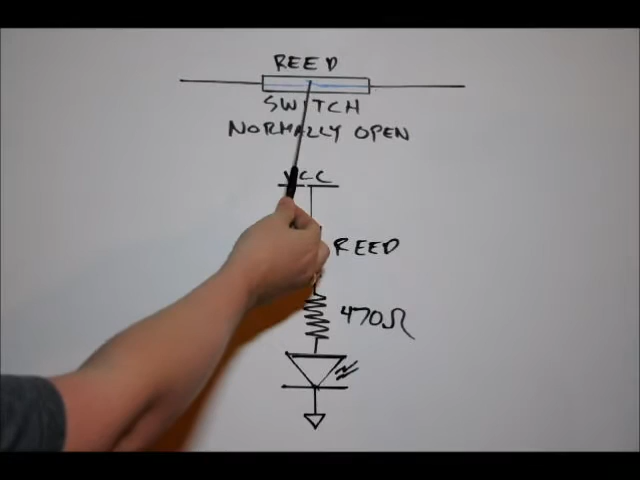 REED
SWITCH
NORMALLY OPEN
VCC
REED
470Ω